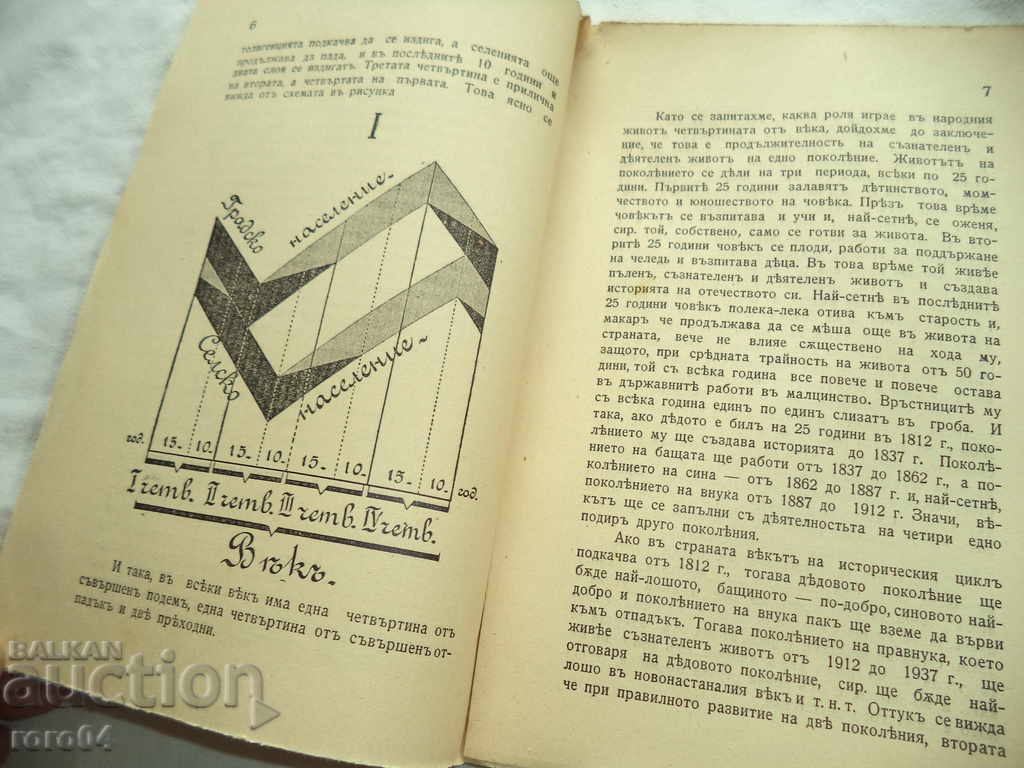 6
телигенцията подкачва да се издига, а селенията още
продължава да пада, и въ послѣднитѣ 10 години и
двата слоя се издигатъ. Третата четвъртина е прилична
на втората, а четвъртата на първата. Това ясно се
вижда отъ схемата въ рисунка
I
Градско население.
Селско население.
год. 15. 10. 15. 10. 15. 10. 15. 10. год.
I четв. II четв. III четв. IV четв.
Вѣкъ.
И така, въ всѣки вѣкъ има една четвъртина отъ
съвършенъ подемъ, една четвъртина отъ съвършенъ от-
падъкъ и двѣ прѣходни.
7
Като се запитахме, каква роля играе въ народния
животъ четвъртината отъ вѣка, дойдохме до заключе-
ние, че това е продължителность на съзнателенъ и
дѣятеленъ животъ на едно поколѣние. Животътъ на
поколѣнието се дѣли на три периода, всѣки по 25 го-
дини. Първитѣ 25 години залавятъ дѣтинството, мом-
чеството и юношеството на човѣка. Прѣзъ това врѣме
човѣкътъ се възпитава и учи и, най-сетнѣ, се оженя,
сир. той, собствено, само се готви за живота. Въ вто-
ритѣ 25 години човѣкъ се плоди, работи за поддържане
на челедь и възпитава дѣца. Въ това врѣме той живѣе
пъленъ, съзнателенъ и дѣятеленъ животъ и създава
историята на отечеството си. Най-сетнѣ въ послѣднитѣ
25 години човѣкъ полека-лека отива къмъ старость и,
макаръ че продължава да се мѣша още въ живота на
страната, вече не влияе сѫществено на хода му,
защото, при срѣдната трайность на живота отъ 50 го-
дини, той съ всѣка година все повече и повече остава
въ държавнитѣ работи въ малцинство. Връстницитѣ му
съ всѣка година единъ по единъ слизатъ въ гроба. И
така, ако дѣдото е билъ на 25 години въ 1812 г., поко-
лѣнието му ще създава историята до 1837 г. Поколѣ-
нието на бащата ще работи отъ 1837 до 1862 г., а по-
колѣнието на сина — отъ 1862 до 1887 г. и, най-сетнѣ,
поколѣнието на внука отъ 1887 до 1912 г. Значи, вѣ-
кътъ ще се запълни съ дѣятелностьта на четири едно
подиръ друго поколѣния.
Ако въ страната вѣкътъ на историческия цикълъ
подкачва отъ 1812 г., тогава дѣдовото поколѣние ще
бѫде най-лошото, бащиното — по-добро, синовото най-
добро и поколѣнието на внука пакъ ще вземе да върви
къмъ отпадъкъ. Тогава поколѣнието на правнука, което
живѣе съзнателенъ животъ отъ 1912 до 1937 г., ще
отговаря на дѣдовото поколѣние, сир. ще бѫде най-
лошо въ новонасталия вѣкъ и т. н. т. Оттукъ се вижда
че при правилното развитие на двѣ поколѣния, втората
BALKAN
auction
roro04